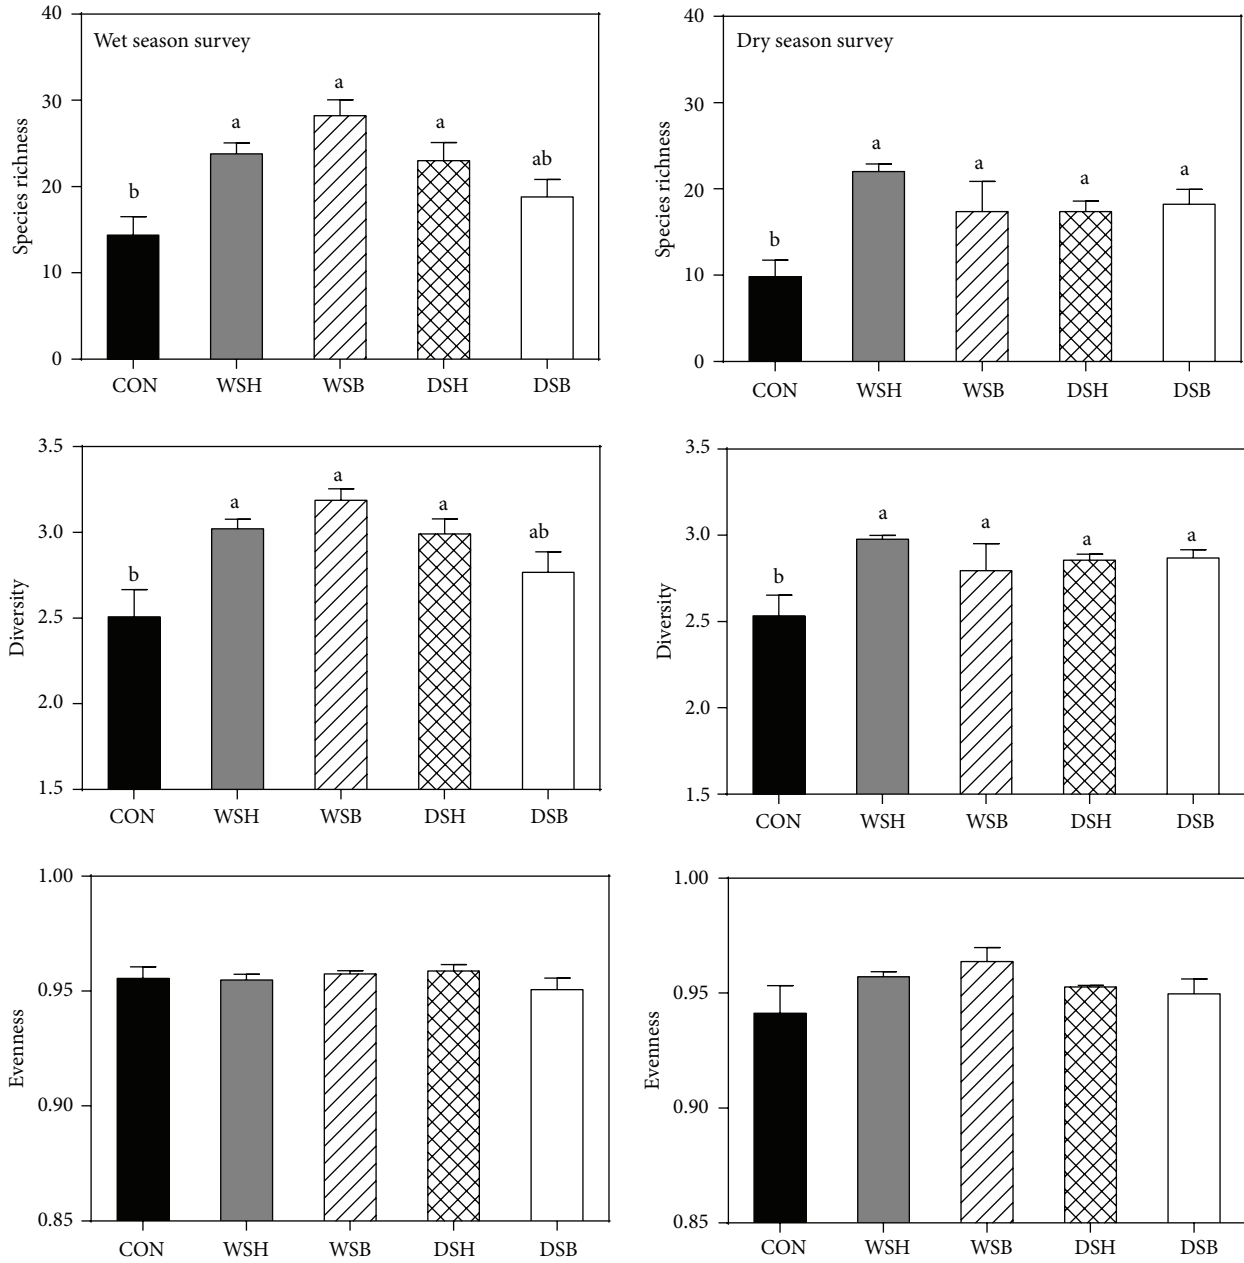 40
Wet season survey
a
30
a
a
ab
Species richness
20
b
10
0
CON WSH WSB DSH DSB
40
Dry season survey
30
a
a
a
a
Species richness
20
b
10
0
CON WSH WSB DSH DSB
3.5
a
a
a
3.0
ab
b
Diversity
2.5
2.0
1.5
CON WSH WSB DSH DSB
3.5
a
a
a
a
3.0
b
Diversity
2.5
2.0
1.5
CON WSH WSB DSH DSB
1.00
0.95
Evenness
0.90
0.85
CON WSH WSB DSH DSB
1.00
0.95
Evenness
0.90
0.85
CON WSH WSB DSH DSB